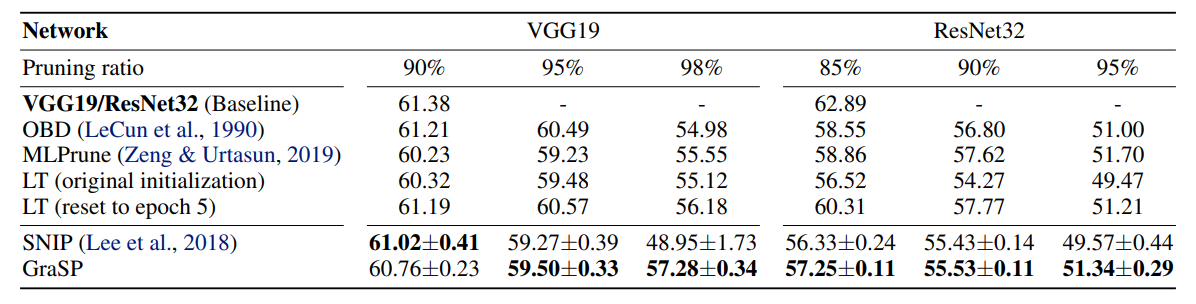 Network VGG19 ResNet32
Pruning ratio 90% 95% 98% 85% 90% 95%
VGG19/ResNet32 (Baseline) 61.38 - - 62.89 - -
OBD (LeCun et al., 1990) 61.21 60.49 54.98 58.55 56.80 51.00
MLPrune (Zeng & Urtasun, 2019) 60.23 59.23 55.55 58.86 57.62 51.70
LT (original initialization) 60.32 59.48 55.12 56.52 54.27 49.47
LT (reset to epoch 5) 61.19 60.57 56.18 60.31 57.77 51.21
SNIP (Lee et al., 2018) 61.02±0.41 59.27±0.39 48.95±1.73 56.33±0.24 55.43±0.14 49.57±0.44
GraSP 60.76±0.23 59.50±0.33 57.28±0.34 57.25±0.11 55.53±0.11 51.34±0.29